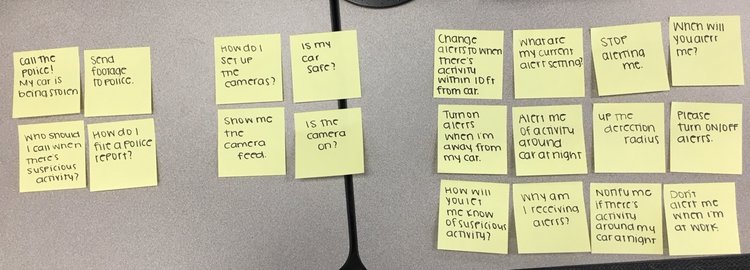 Call the
police!
My car is
being stolen
Send
footage
to police.
Who should
I call when
there's
suspicious
activity?
How do I
file a police
report?
How do I
set up
the
cameras?
Is my
car
safe?
Show me
the
camera
feed.
Is the
camera
on?
Change
alerts to when
there's
activity
within 10ft
from car.
What are
my current
alert setting?
STOP
alerting
me.
When will
you alert
me?
Turn on
alerts
when i'm
away from
my car.
Alert me
of activity
around
car at night
up the
detection
radius
Please
turn on/off
alerts.
How will
you let
me know
of suspicious
activity?
Why am
I receiving
alerts?
Notify me
if there's
activity
around my
car at night
Don't
alert me
when i'm
at work.